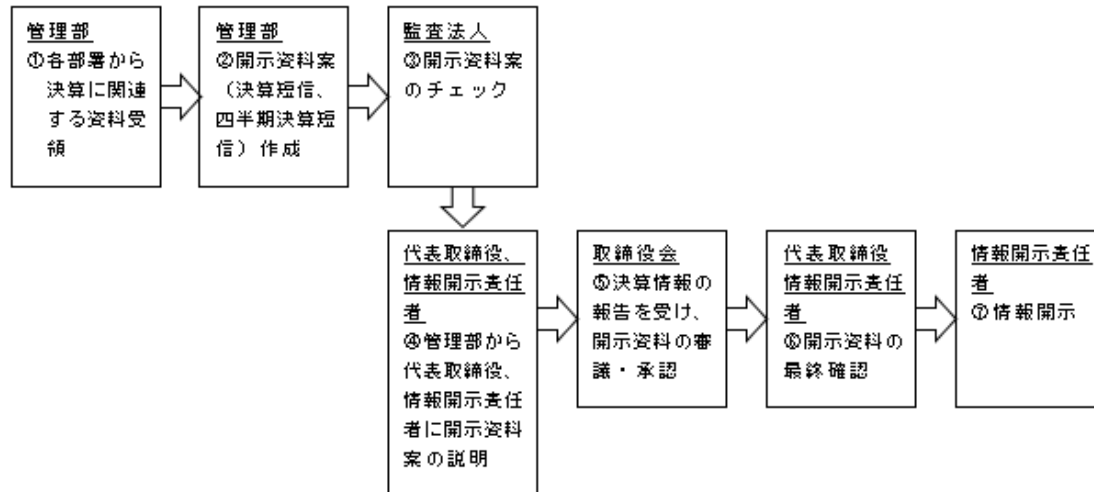 管理部
①各部署から
決算に関連
する資料受
領
管理部
②開示資料案
（決算短信、
四半期決算短
信）作成
監査法人
③開示資料案
のチェック
代表取締役、
情報開示責任
者
④管理部から
代表取締役、
情報開示責任
者に開示資料
案の説明
取締役会
⑤決算情報の
報告を受け、
開示資料の審
議・承認
代表取締役
情報開示責任
者
⑥開示資料の
最終確認
情報開示責任
者
⑦情報開示